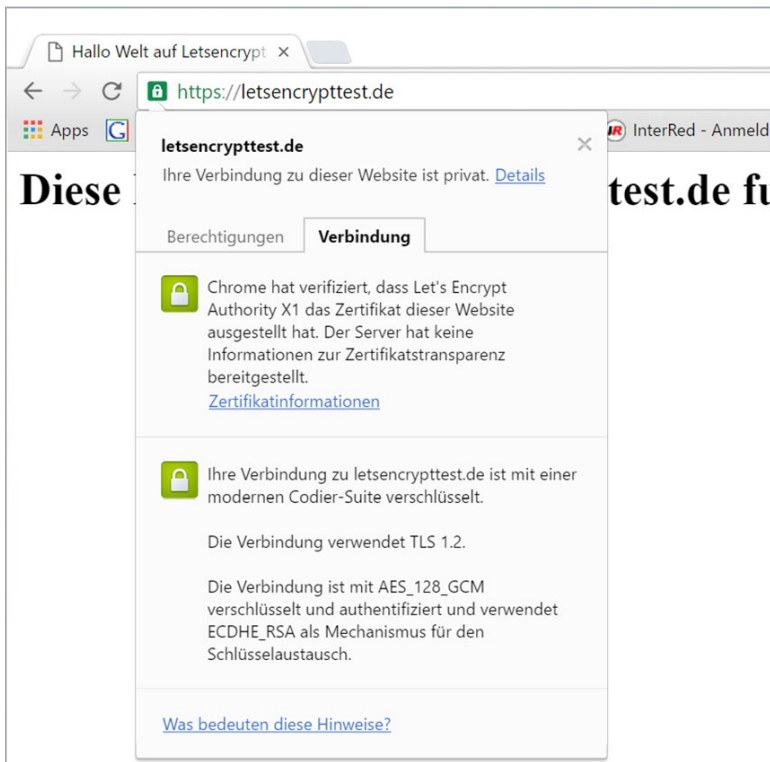 Hallo Welt auf Letsencrypt
https://letsencrypttest.de
Apps G InterRed - Anmeld
Diese test.de fu
letsencrypttest.de
Ihre Verbindung zu dieser Website ist privat. Details
Berechtigungen Verbindung
Chrome hat verifiziert, dass Let's Encrypt
Authority X1 das Zertifikat dieser Website
ausgestellt hat. Der Server hat keine
Informationen zur Zertifikatstransparenz
bereitgestellt.
Zertifikatinformationen
Ihre Verbindung zu letsencrypttest.de ist mit einer
modernen Codier-Suite verschlüsselt.
Die Verbindung verwendet TLS 1.2.
Die Verbindung ist mit AES_128_GCM
verschlüsselt und authentifiziert und verwendet
ECDHE_RSA als Mechanismus für den
Schlüsselaustausch.
Was bedeuten diese Hinweise?